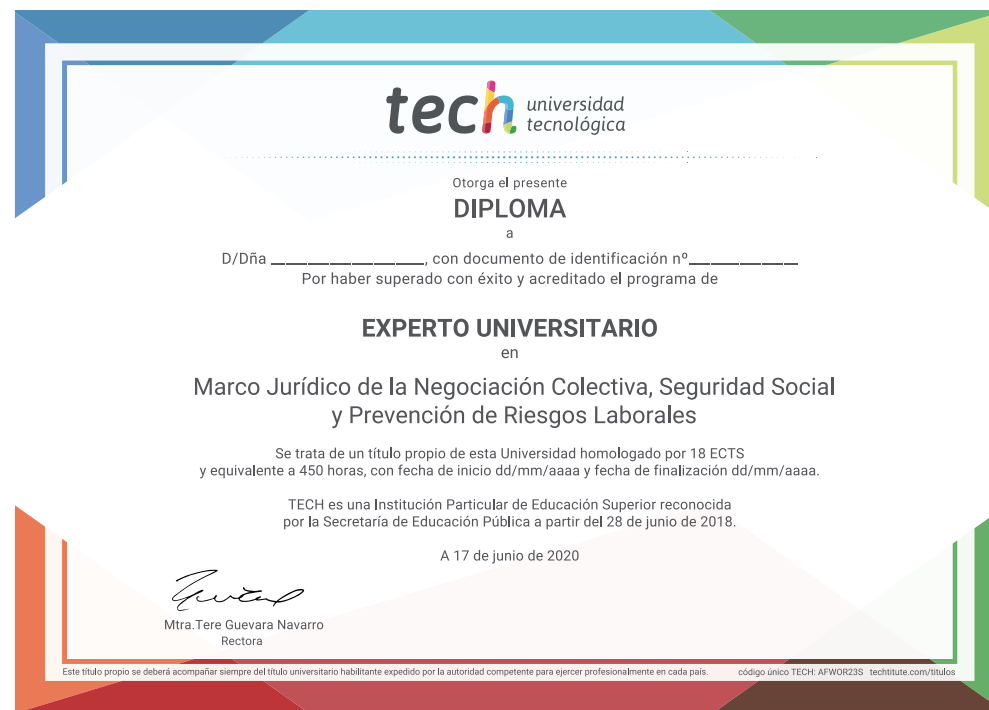 tech universidad
tecnológica
Otorga el presente
DIPLOMA
a
D/Dña ____________________, con documento de identificación nº______________
Por haber superado con éxito y acreditado el programa de
EXPERTO UNIVERSITARIO
en
Marco Jurídico de la Negociación Colectiva, Seguridad Social
y Prevención de Riesgos Laborales
Se trata de un título propio de esta Universidad homologado por 18 ECTS
y equivalente a 450 horas, con fecha de inicio dd/mm/aaaa y fecha de finalización dd/mm/aaaa.
TECH es una Institución Particular de Educación Superior reconocida
por la Secretaría de Educación Pública a partir del 28 de junio de 2018.
A 17 de junio de 2020
Mtra.Tere Guevara Navarro
Rectora
Este título propio se deberá acompañar siempre del título universitario habilitante expedido por la autoridad competente para ejercer profesionalmente en cada país. código único TECH: AFWOR23S techtitute.com/titulos